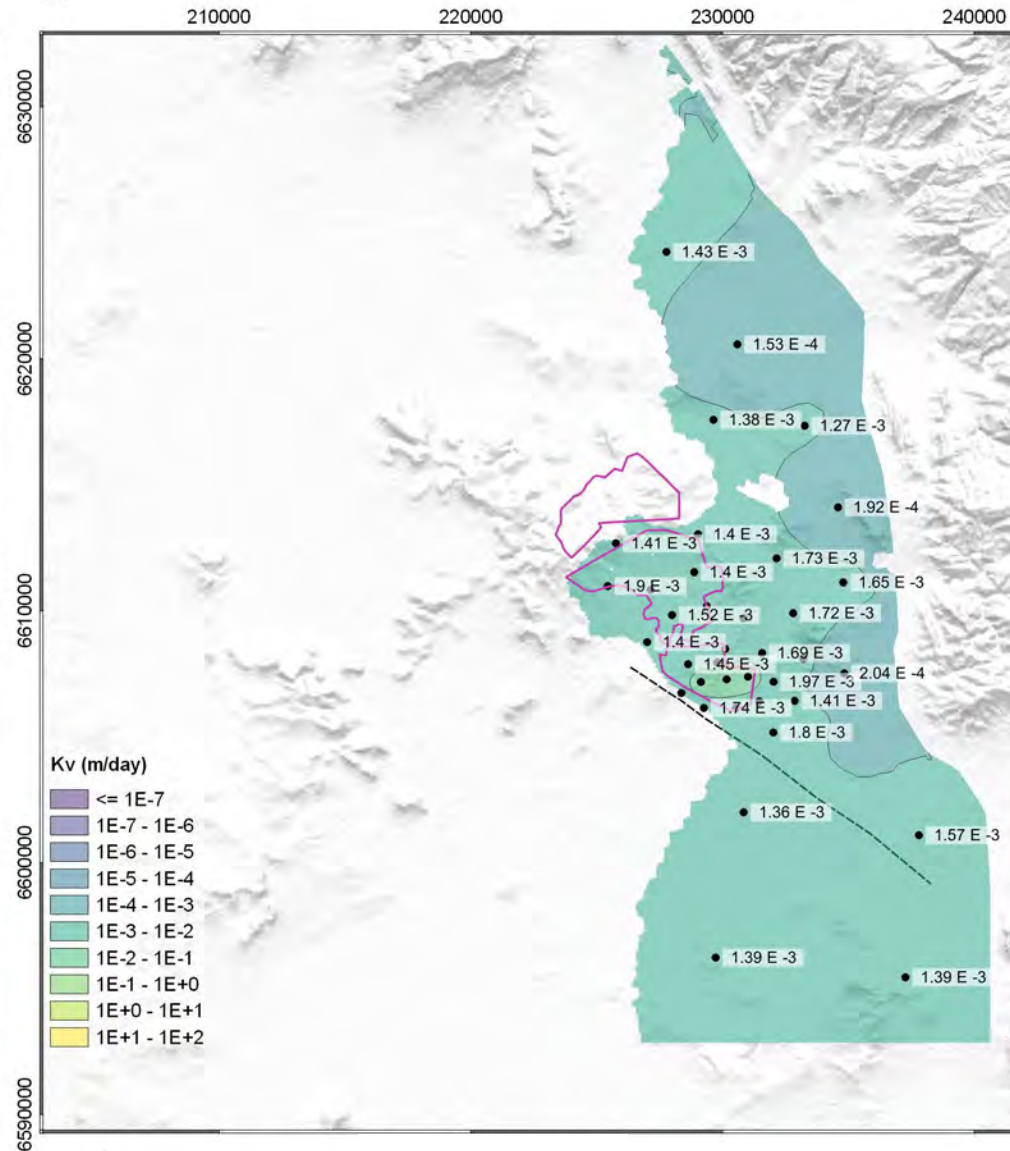 210000 220000 230000 240000
6630000
6620000
6610000
6600000
6590000
1.43 E -3
1.53 E -4
1.38 E -3
1.27 E -3
1.92 E -4
1.4 E -3
1.41 E -3
1.73 E -3
1.4 E -3
1.65 E -3
1.9 E -3
1.52 E -3
1.72 E -3
1.4 E -3
1.69 E -3
1.45 E -3
2.04 E -4
1.97 E -3
1.41 E -3
1.74 E -3
1.8 E -3
1.36 E -3
1.57 E -3
1.39 E -3
1.39 E -3
Kv (m/day)
<= 1E-7
1E-7 - 1E-6
1E-6 - 1E-5
1E-5 - 1E-4
1E-4 - 1E-3
1E-3 - 1E-2
1E-2 - 1E-1
1E-1 - 1E+0
1E+0 - 1E+1
1E+1 - 1E+2